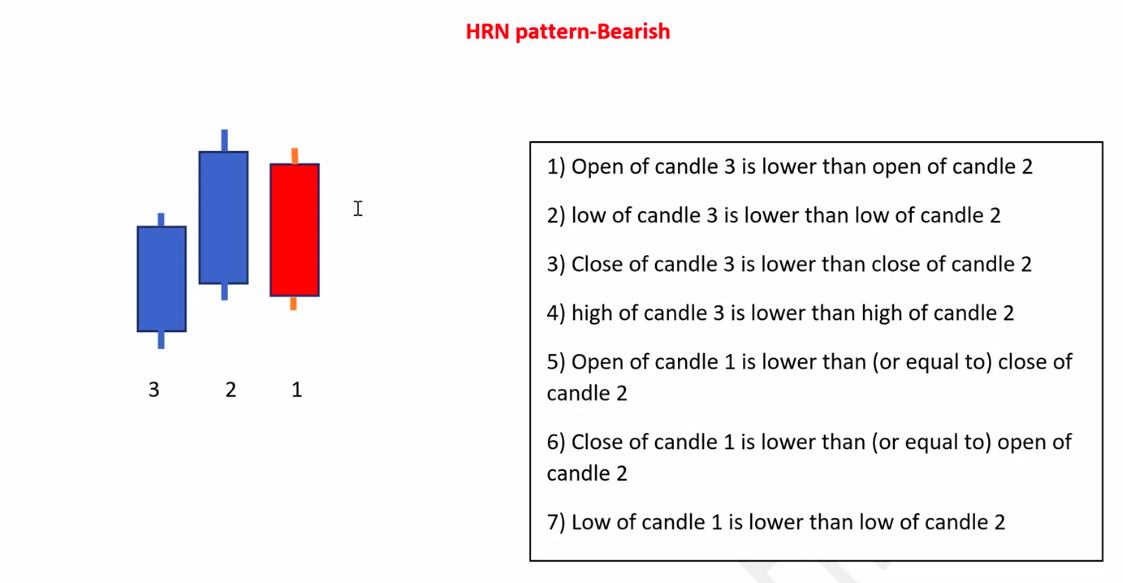 HRN pattern-Bearish
1) Open of candle 3 is lower than open of candle 2
2) low of candle 3 is lower than low of candle 2
3) Close of candle 3 is lower than close of candle 2
4) high of candle 3 is lower than high of candle 2
5) Open of candle 1 is lower than (or equal to) close of
candle 2
6) Close of candle 1 is lower than (or equal to) open of
candle 2
7) Low of candle 1 is lower than low of candle 2
3 2 1